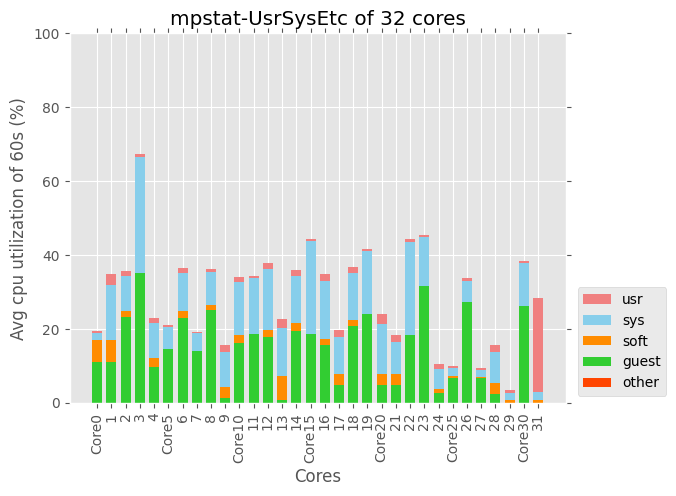 mpstat-UsrSysEtc of 32 cores
Avg cpu utilization of 60s (%)
100
80
60
40
20
0
Core0
1
2
3
4
Core5
6
7
8
9
Core10
11
12
13
14
Core15
16
17
18
19
Core20
21
22
23
24
Core25
26
27
28
29
Core30
31
Cores
usr
sys
soft
guest
other